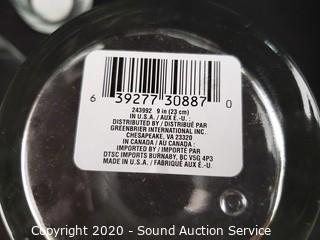 6 39277 30887 0
243992 9 in (23 cm)
IN U.S.A. / AUX É.-U. :
DISTRIBUTED BY / DISTRIBUÉ PAR
GREENBRIER INTERNATIONAL INC.
CHESAPEAKE, VA 23320
IN CANADA / AU CANADA :
IMPORTED BY / IMPORTÉ PAR
DTSC IMPORTS BURNABY, BC V5G 4P3
MADE IN U.S.A. / FABRIQUÉ AUX É.-U.
Copyright © 2020 - Sound Auction Service